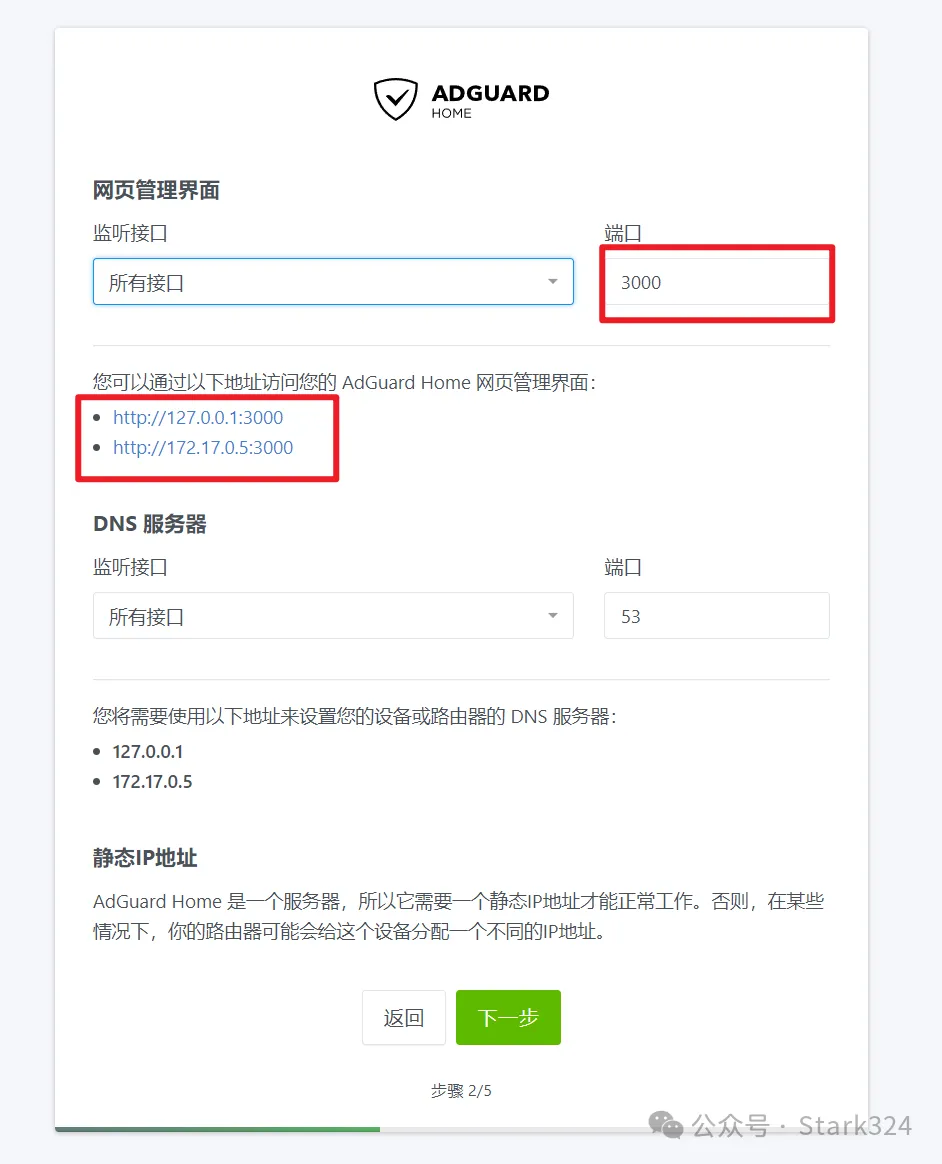 ADGUARD
HOME
网页管理界面
监听接口
端口
所有接口
3000
您可以通过以下地址访问您的 AdGuard Home 网页管理界面：
http://127.0.0.1:3000
http://172.17.0.5:3000
DNS 服务器
监听接口
端口
所有接口
53
您将需要使用以下地址来设置您的设备或路由器的 DNS 服务器：
127.0.0.1
172.17.0.5
静态IP地址
AdGuard Home 是一个服务器，所以它需要一个静态IP地址才能正常工作。否则，在某些
情况下，你的路由器可能会给这个设备分配一个不同的IP地址。
返回
下一步
步骤 2/5
公众号 · Stark324